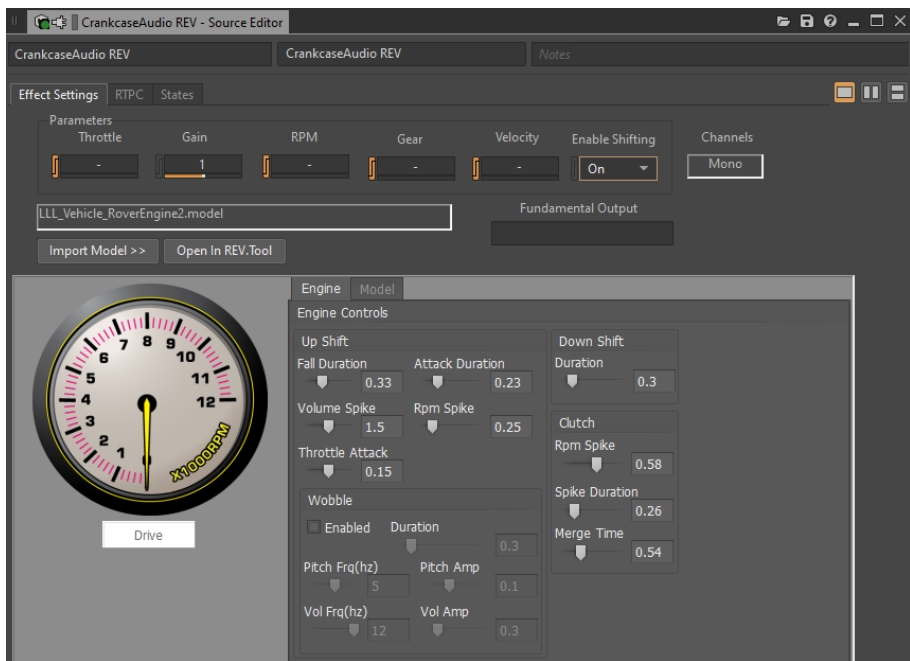 CrankcaseAudio REV - Source Editor
CrankcaseAudio REV CrankcaseAudio REV Notes
Effect Settings RTPC States
Parameters
Throttle Gain RPM Gear Velocity Enable Shifting Channels
- 1 - - - On Mono
LLL_Vehicle_RoverEngine2.model Fundamental Output
Import Model >> Open In REV.Tool
Engine Model
Engine Controls
Up Shift Down Shift
Fall Duration Attack Duration Duration
0.33 0.23 0.3
Volume Spike Rpm Spike Clutch
1.5 0.25 Rpm Spike
0.58
Throttle Attack
0.15 Spike Duration
0.26
Wobble Merge Time
Enabled Duration 0.54
0.3
Pitch Frq(hz) Pitch Amp
5 0.1
Vol Frq(hz) Vol Amp
12 0.3
0 1 2 3 4 5 6 7 8 9 10 11 12
X1000RPM
Drive